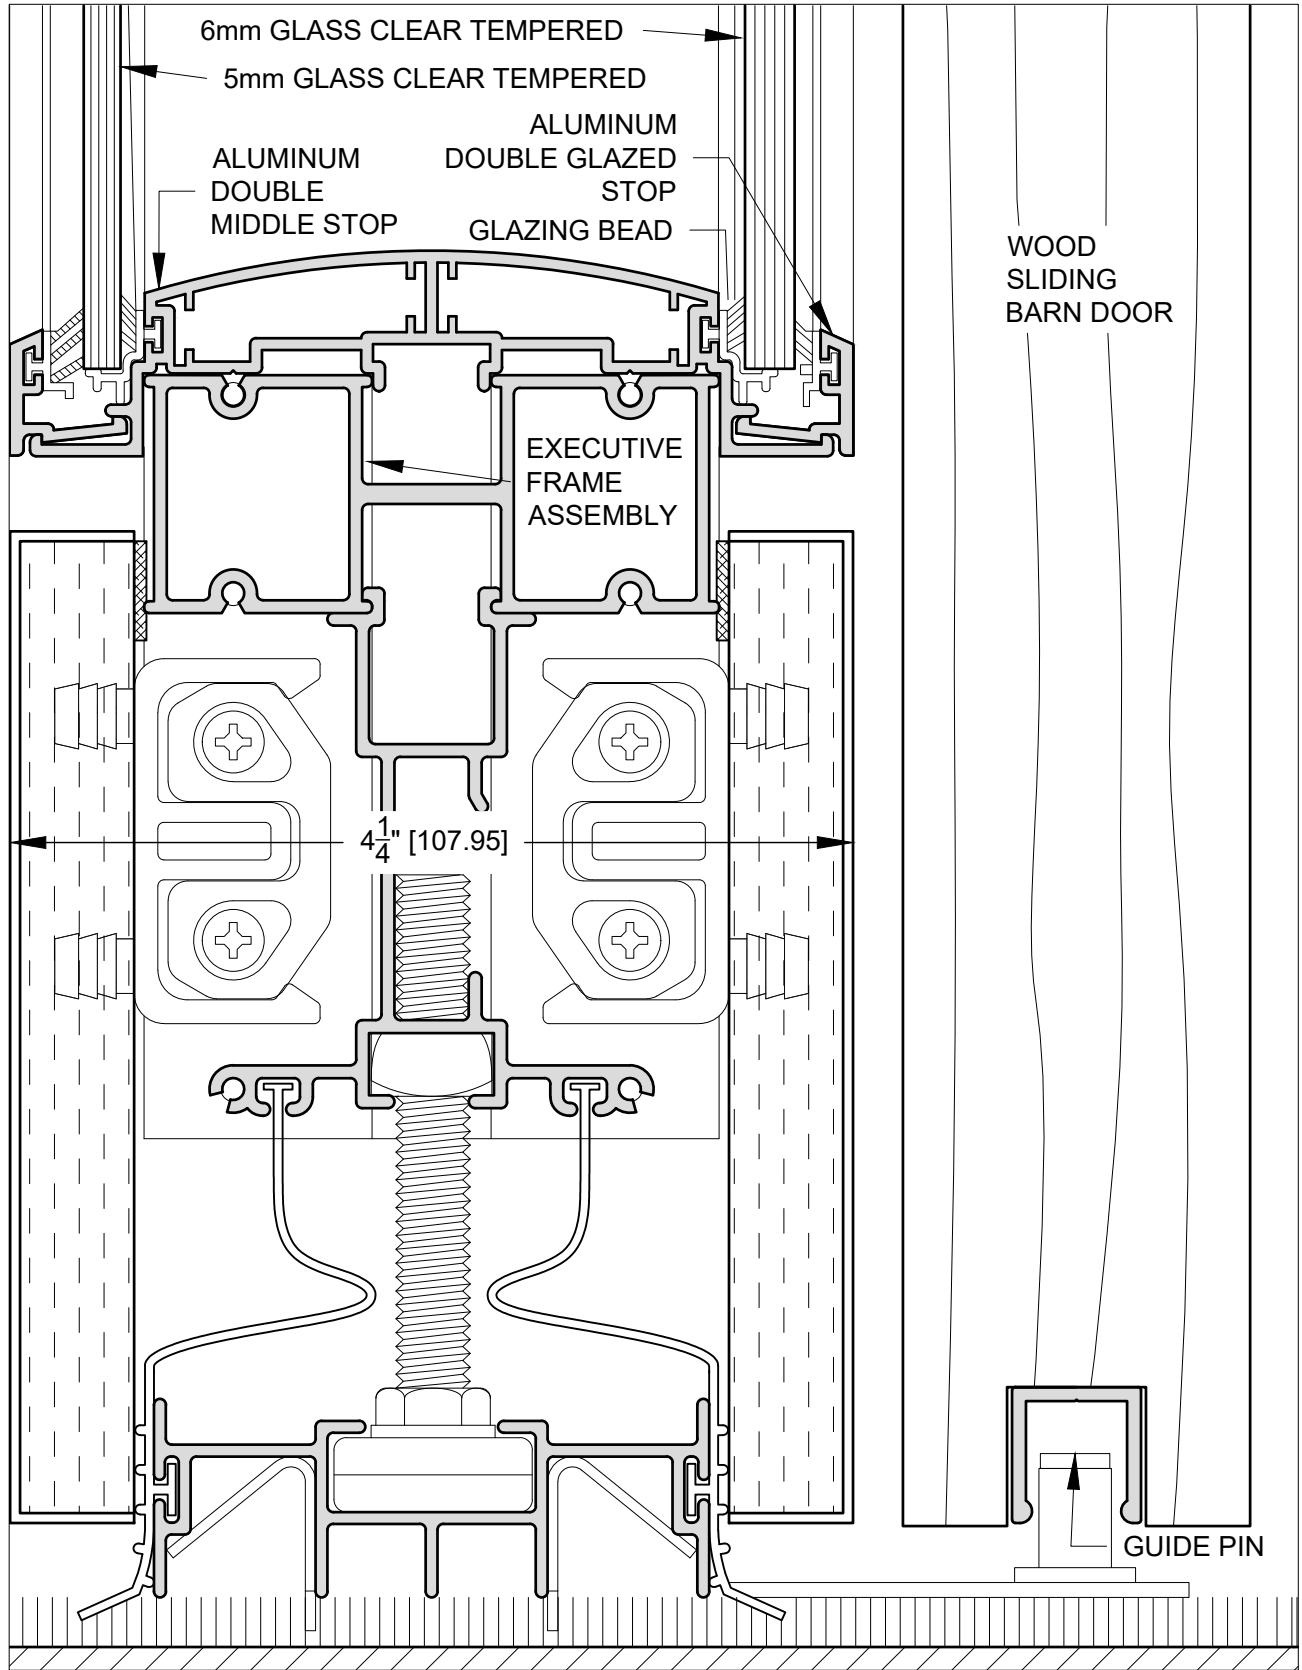 6mm GLASS CLEAR TEMPERED
5mm GLASS CLEAR TEMPERED
ALUMINUM
DOUBLE
MIDDLE STOP
ALUMINUM
DOUBLE GLAZED
STOP
GLAZING BEAD
WOOD
SLIDING
BARN DOOR
EXECUTIVE
FRAME
ASSEMBLY
4 1/4" [107.95]
GUIDE PIN